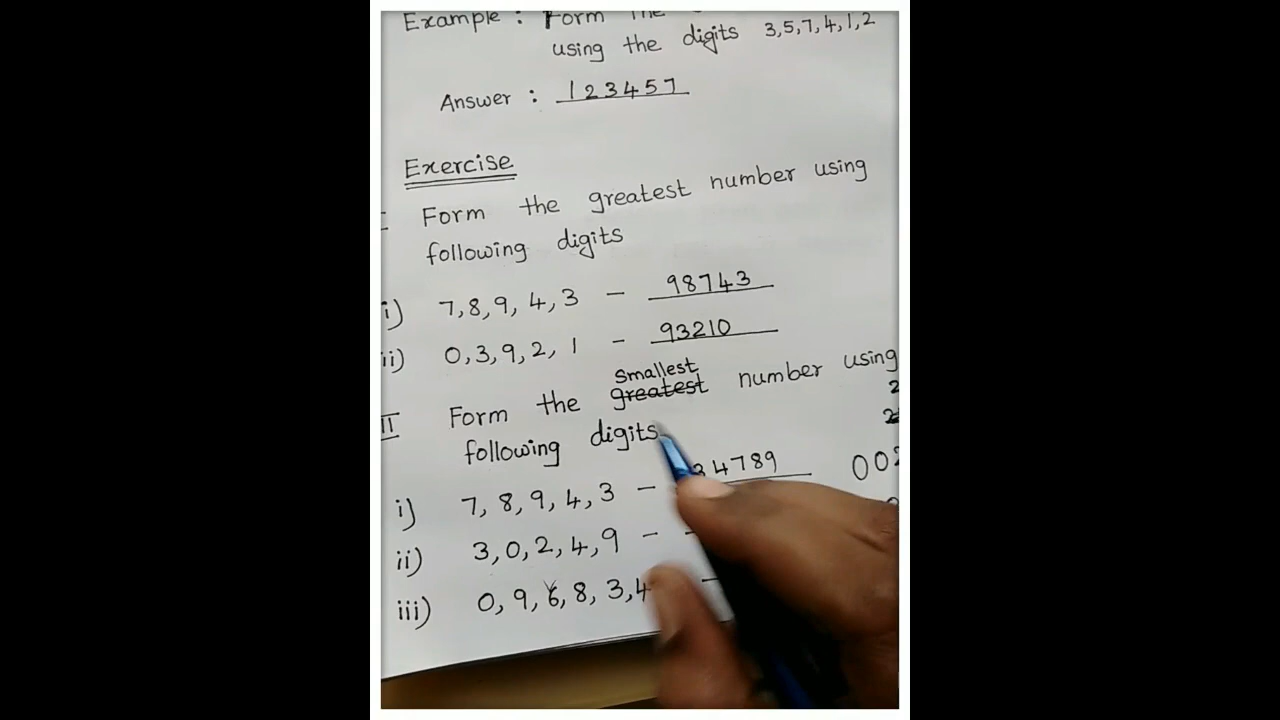 Example : Form the
using the digits 3,5,7,4,1,2
Answer : 123457
Exercise
I Form the greatest number using
following digits
i) 7,8,9,4,3 - 98743
ii) 0,3,9,2,1 - 93210
Smallest
II Form the greatest number using
following digits
i) 7,8,9,4,3 - 34789
ii) 3,0,2,4,9 -
iii) 0,9,6,8,3,4 -